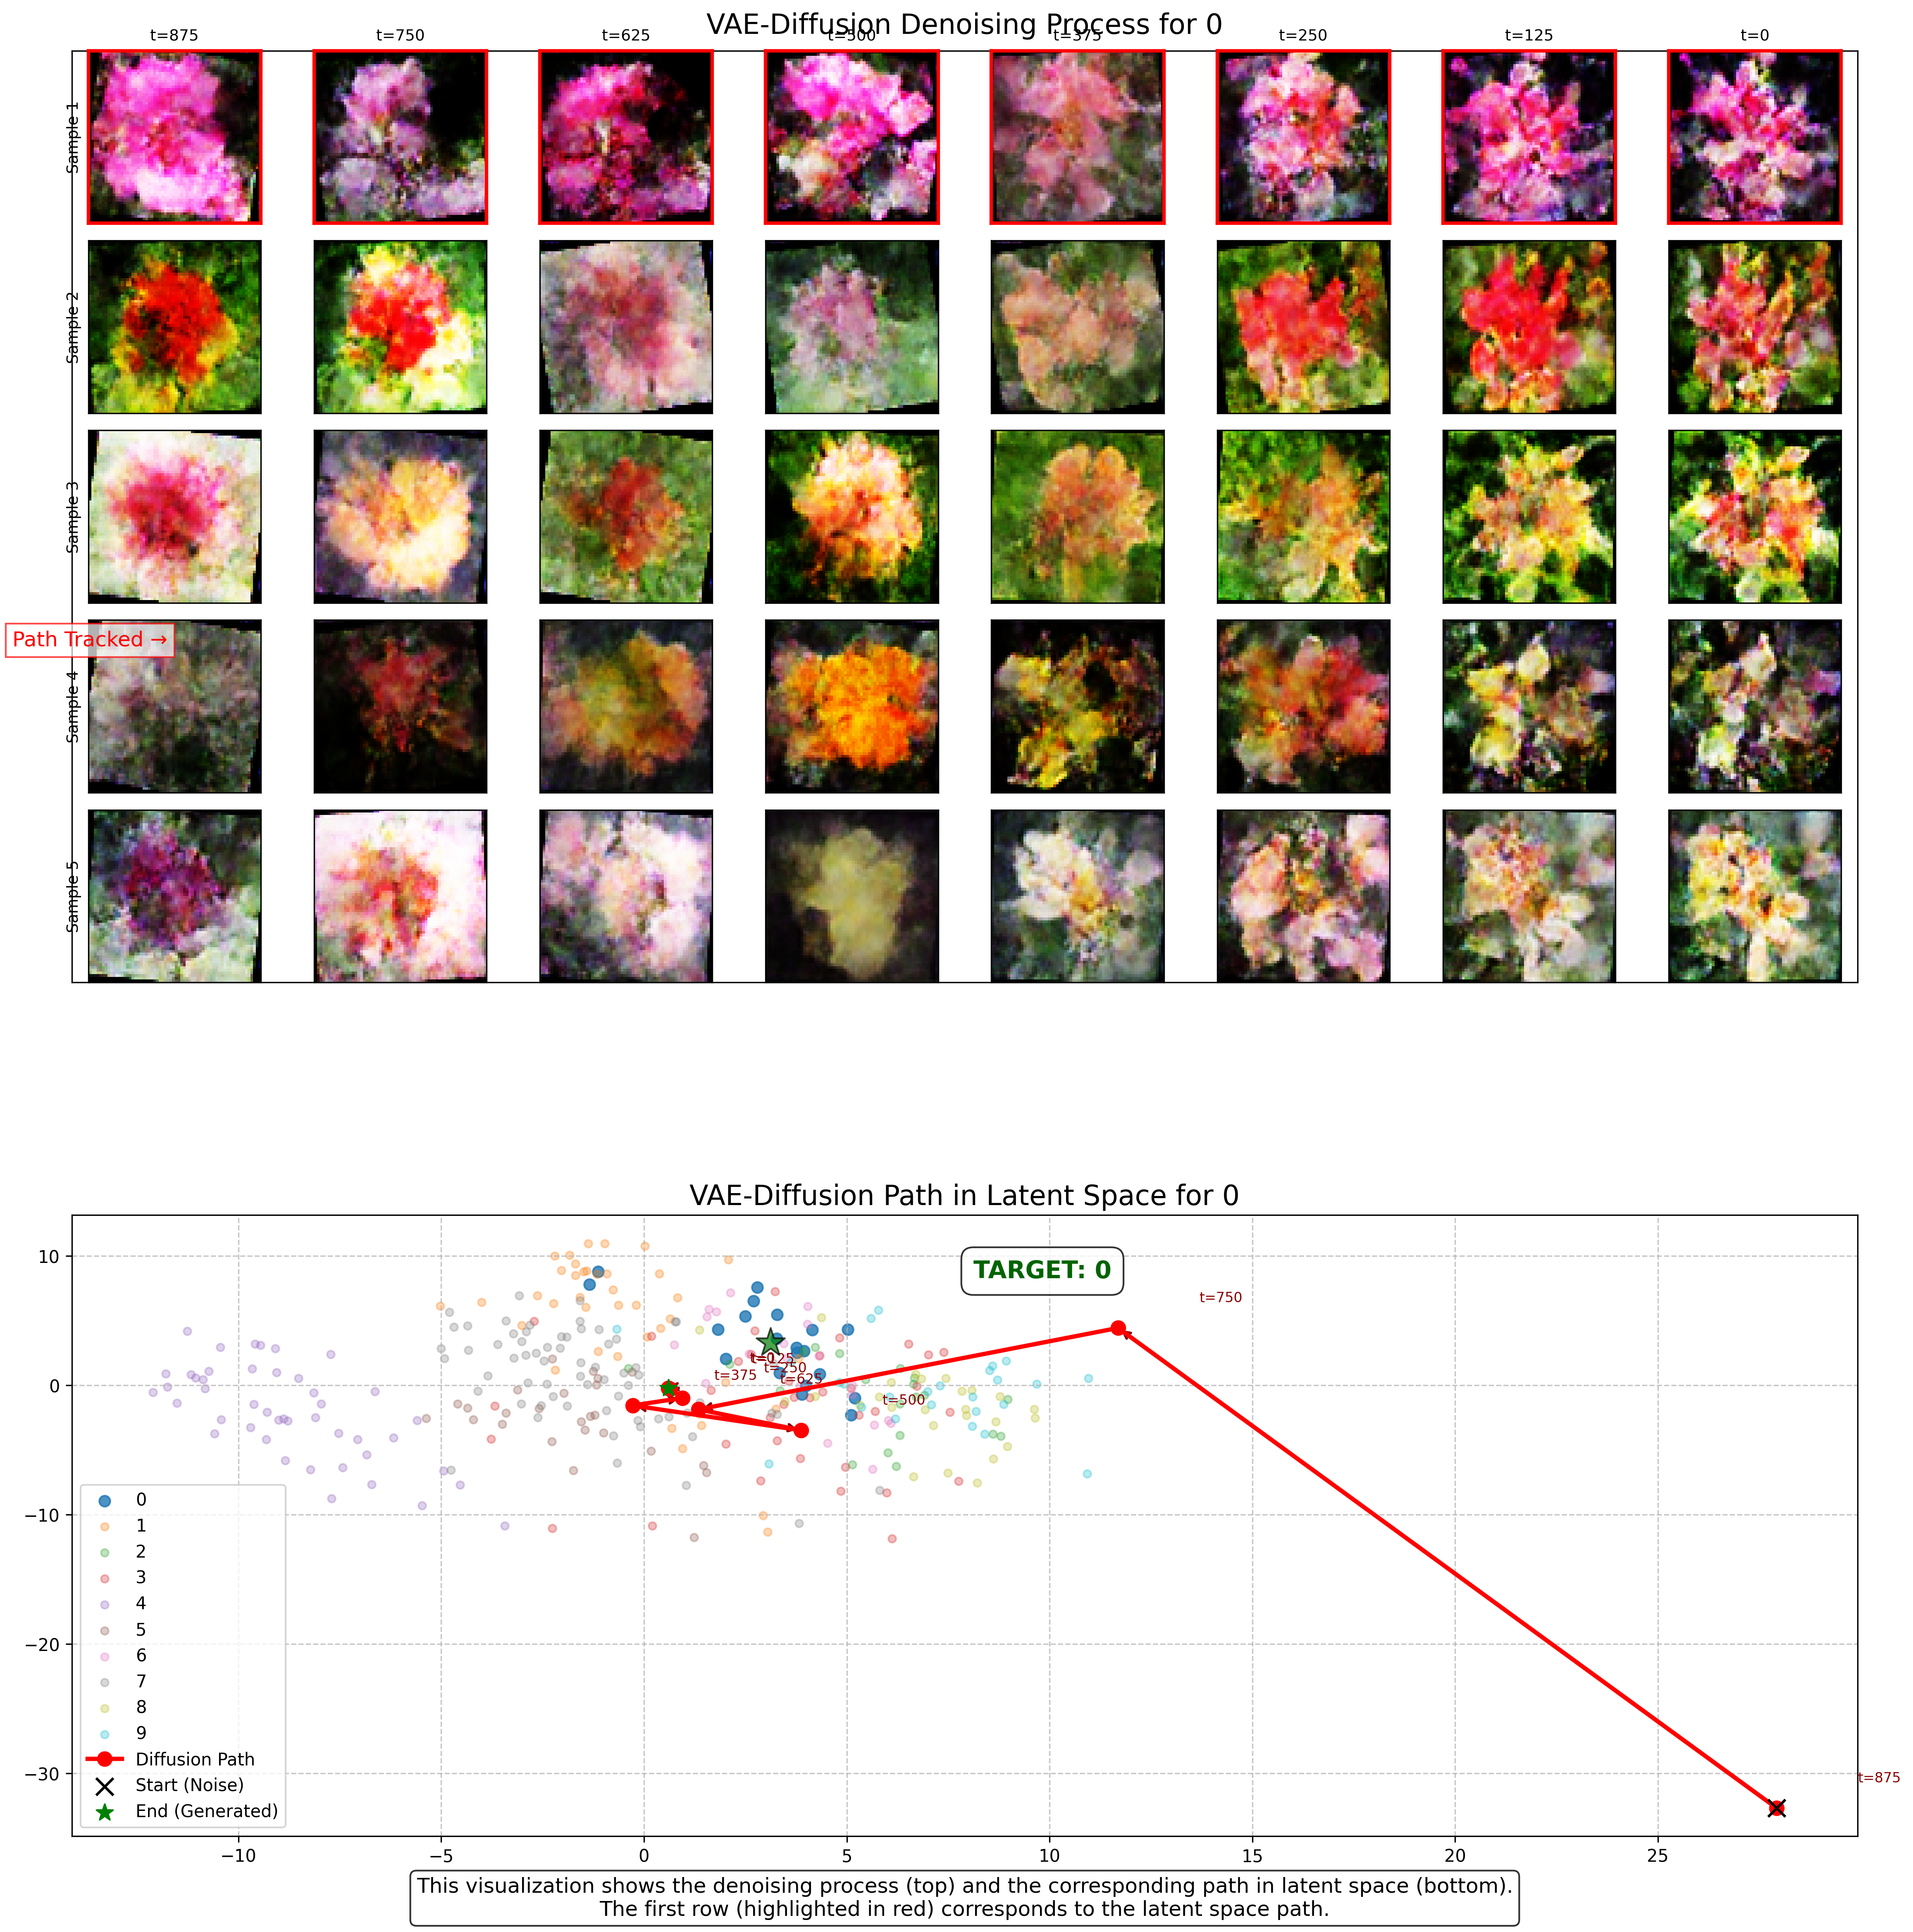 VAE-Diffusion Denoising Process for 0
t=875
t=750
t=625
t=500
t=375
t=250
t=125
t=0
Sample 1
Sample 2
Sample 3
Path Tracked →
Sample 4
Sample 5
VAE-Diffusion Path in Latent Space for 0
10
0
−10
−20
−30
TARGET: 0
t=750
t=0
t=125
t=250
t=375
t=625
t=500
t=875
0
1
2
3
4
5
6
7
8
9
Diffusion Path
Start (Noise)
End (Generated)
−10
−5
0
5
10
15
20
25
This visualization shows the denoising process (top) and the corresponding path in latent space (bottom).
The first row (highlighted in red) corresponds to the latent space path.